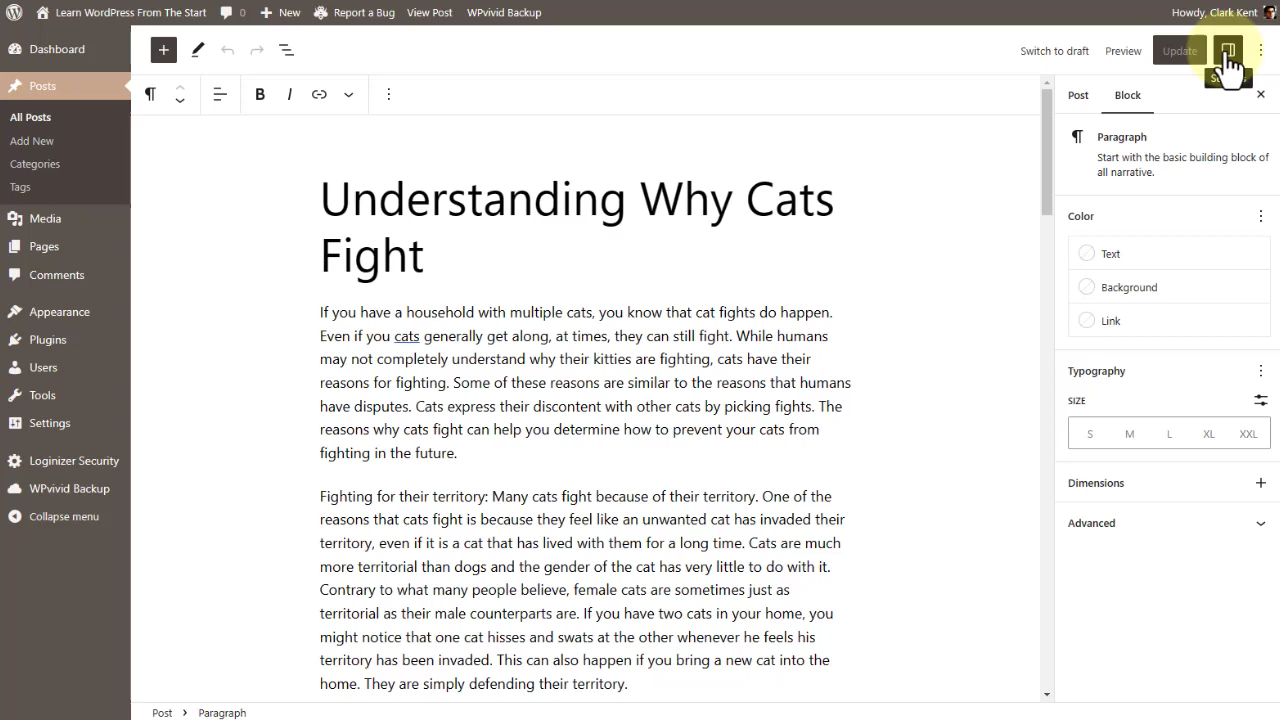 Learn WordPress From The Start
0
New
Report a Bug
View Post
WPvivid Backup
Howdy, Clark Kent
Dashboard
Posts
All Posts
Add New
Categories
Tags
Media
Pages
Comments
Appearance
Plugins
Users
Tools
Settings
Loginizer Security
WPvivid Backup
Collapse menu
Switch to draft
Preview
Update
B
I
Understanding Why Cats
Fight
If you have a household with multiple cats, you know that cat fights do happen.
Even if you cats generally get along, at times, they can still fight. While humans
may not completely understand why their kitties are fighting, cats have their
reasons for fighting. Some of these reasons are similar to the reasons that humans
have disputes. Cats express their discontent with other cats by picking fights. The
reasons why cats fight can help you determine how to prevent your cats from
fighting in the future.
Fighting for their territory: Many cats fight because of their territory. One of the
reasons that cats fight is because they feel like an unwanted cat has invaded their
territory, even if it is a cat that has lived with them for a long time. Cats are much
more territorial than dogs and the gender of the cat has very little to do with it.
Contrary to what many people believe, female cats are sometimes just as
territorial as their male counterparts are. If you have two cats in your home, you
might notice that one cat hisses and swats at the other whenever he feels his
territory has been invaded. This can also happen if you bring a new cat into the
home. They are simply defending their territory.
Post
Block
Paragraph
Start with the basic building block of
all narrative.
Color
Text
Background
Link
Typography
SIZE
S M L XL XXL
Dimensions
Advanced
Post
Paragraph